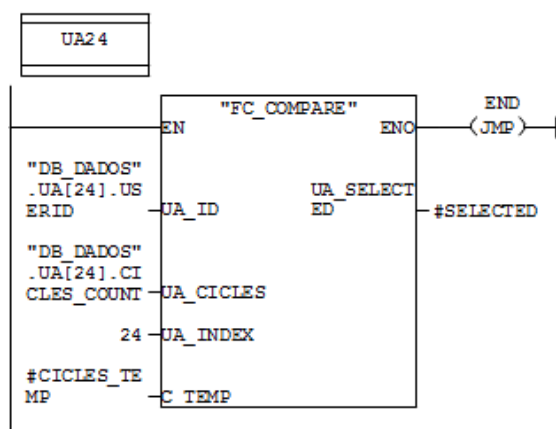 UA24
"FC_COMPARE"
END
EN
ENO
(JMP)
"DB_DADOS"
.UA[24].US
ERID
UA_ID
UA_SELECT
ED
#SELECTED
"DB_DADOS"
.UA[24].CI
CLES_COUNT
UA_CICLES
24
UA_INDEX
#CICLES_TE
MP
C_TEMP